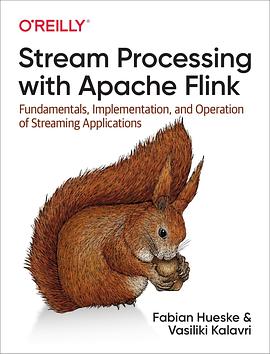 O'REILLY®
Stream Processing
with Apache Flink
Fundamentals, Implementation, and Operation
of Streaming Applications
Fabian Hueske &
Vasiliki Kalavri